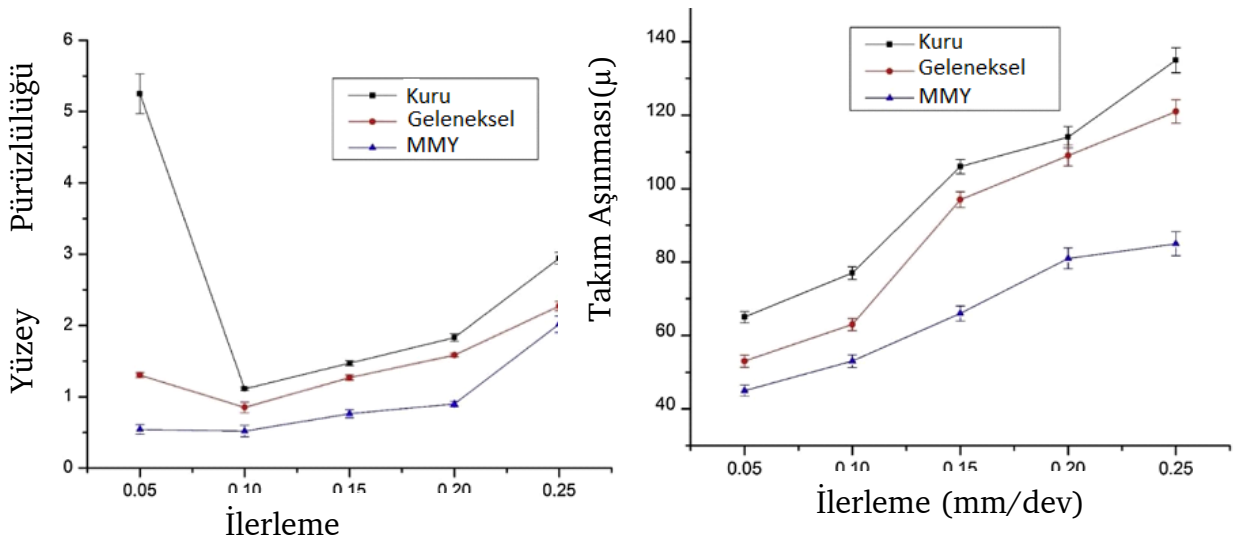 Yüzey Pürüzlülüğü
6
5
4
3
2
1
0
Kuru
Geleneksel
MMY
0.05 0.10 0.15 0.20 0.25
İlerleme
Takım Aşınması(µ)
140
120
100
80
60
40
Kuru
Geleneksel
MMY
0.05 0.10 0.15 0.20 0.25
İlerleme (mm/dev)